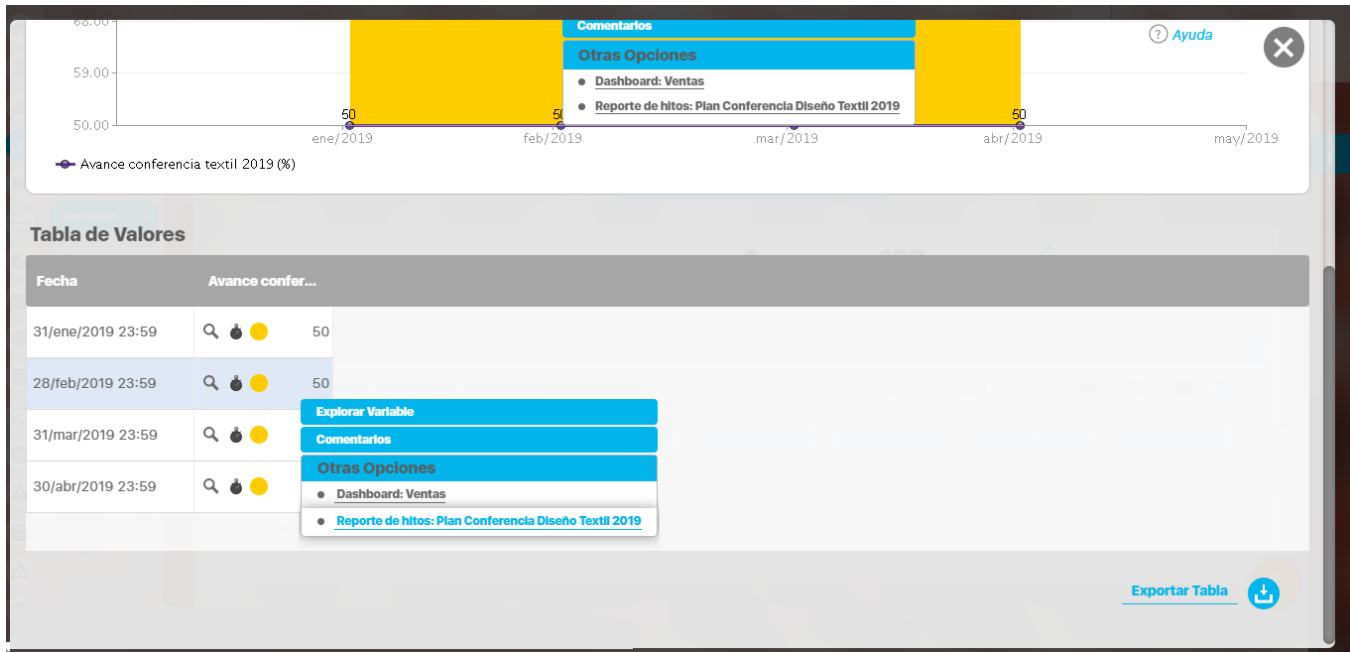 68.00
Comentarios
? Ayuda
Otras Opciones
59.00
Dashboard: Ventas
Reporte de hitos: Plan Conferencia Diseño Textil 2019
50 50 50
50.00
ene/2019 feb/2019 mar/2019 abr/2019 may/2019
Avance conferencia textil 2019 (%)
Variables
Tabla de Valores
Fecha Avance confer...
31/ene/2019 23:59 50
28/feb/2019 23:59 50
Explorar Variable
31/mar/2019 23:59
Comentarios
Otras Opciones
30/abr/2019 23:59
Dashboard: Ventas
Reporte de hitos: Plan Conferencia Diseño Textil 2019
Exportar Tabla